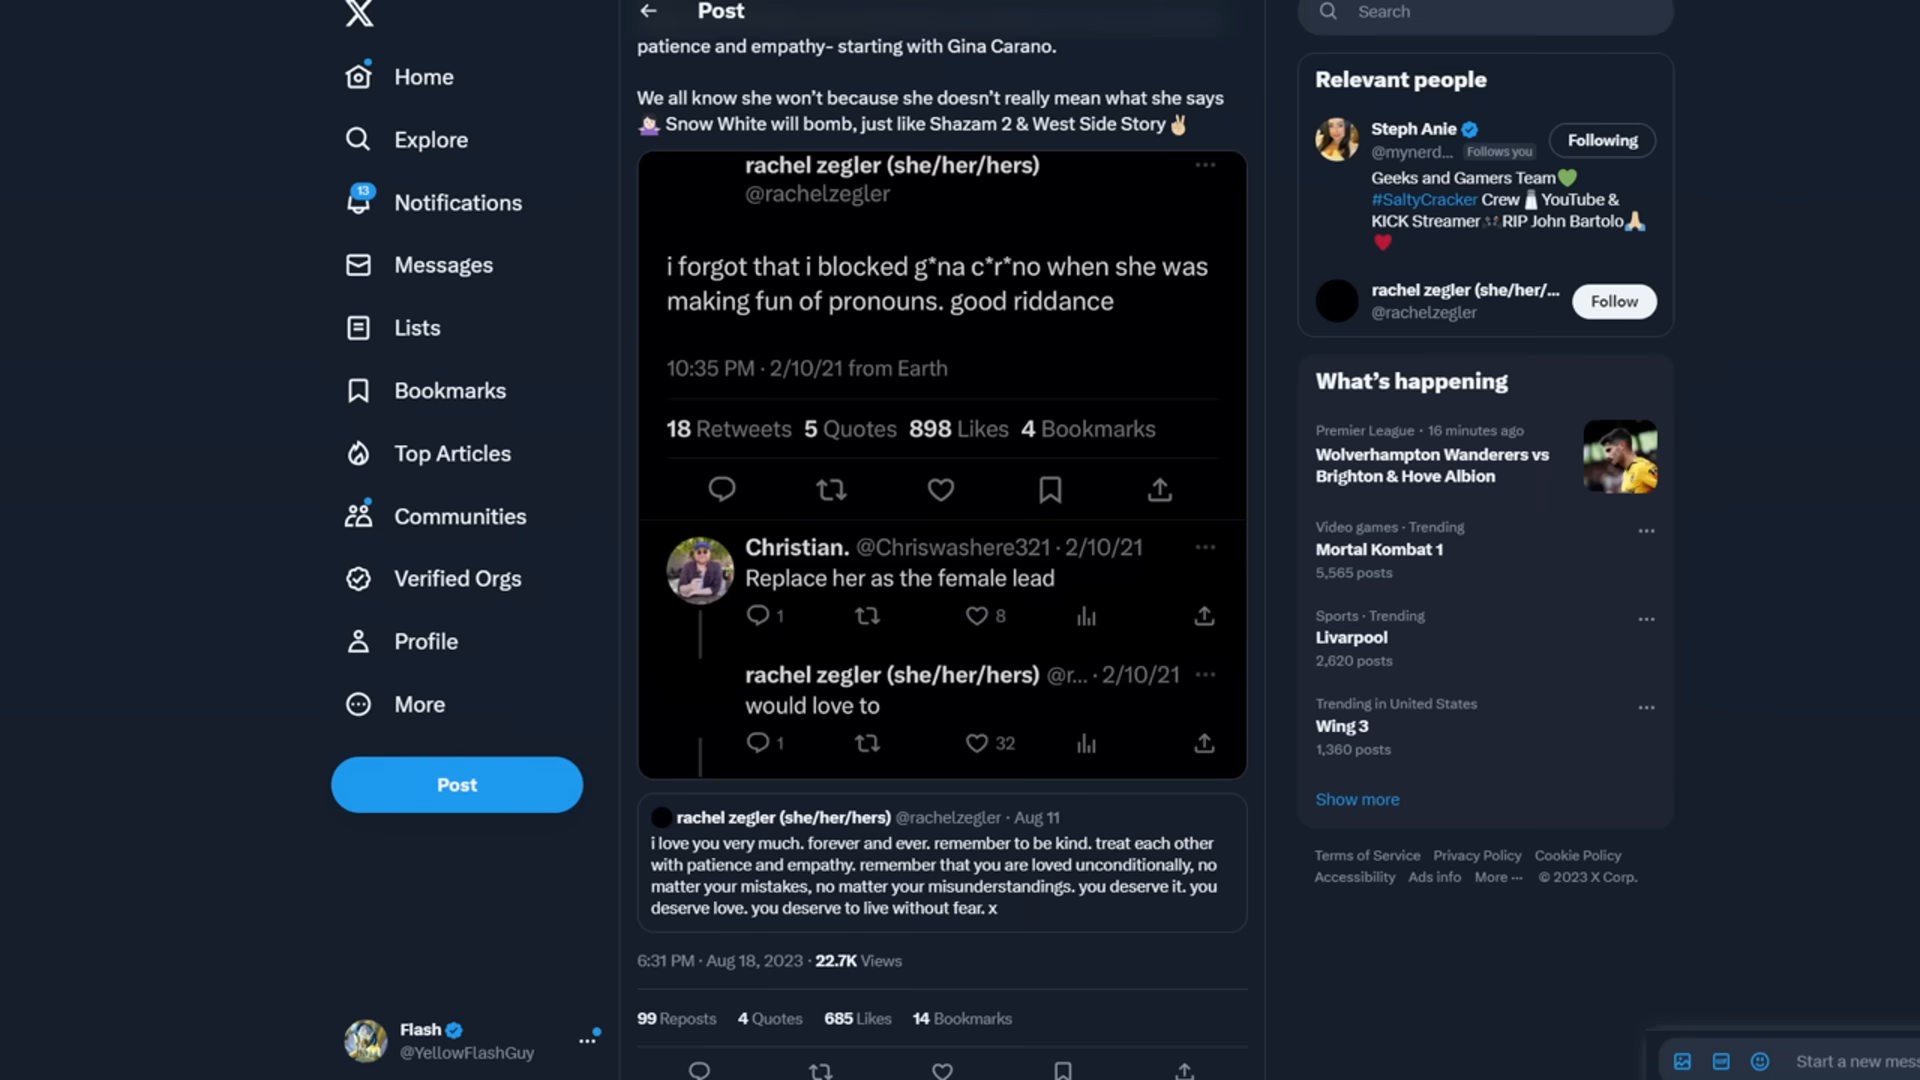 Home
Explore
13
Notifications
Messages
Lists
Bookmarks
Top Articles
Communities
Verified Orgs
Profile
More
Post
Flash
@YellowFlashGuy
Post
patience and empathy- starting with Gina Carano.
We all know she won’t because she doesn’t really mean what she says
🤷🏻‍♀️ Snow White will bomb, just like Shazam 2 & West Side Story✌🏼
rachel zegler (she/her/hers)
@rachelzegler
i forgot that i blocked g*na c*r*no when she was
making fun of pronouns. good riddance
10:35 PM · 2/10/21 from Earth
18 Retweets 5 Quotes 898 Likes 4 Bookmarks
Christian. @Chriswashere321 · 2/10/21
Replace her as the female lead
1 8
rachel zegler (she/her/hers) @r... · 2/10/21
would love to
1 32
rachel zegler (she/her/hers) @rachelzegler · Aug 11
i love you very much. forever and ever. remember to be kind. treat each other
with patience and empathy. remember that you are loved unconditionally, no
matter your mistakes, no matter your misunderstandings. you deserve it. you
deserve love. you deserve to live without fear. x
6:31 PM · Aug 18, 2023 · 22.7K Views
99 Reposts 4 Quotes 685 Likes 14 Bookmarks
Search
Relevant people
Steph Anie
@mynerd... Follows you
Following
Geeks and Gamers Team💚
#SaltyCracker Crew🧂YouTube &
KICK Streamer RIP John Bartolo🙏🏼
❤️
rachel zegler (she/her/...
@rachelzegler
Follow
What’s happening
Premier League · 16 minutes ago
Wolverhampton Wanderers vs
Brighton & Hove Albion
Video games · Trending
Mortal Kombat 1
5,565 posts
Sports · Trending
Livarpool
2,620 posts
Trending in United States
Wing 3
1,360 posts
Show more
Terms of Service Privacy Policy Cookie Policy
Accessibility Ads info More ··· © 2023 X Corp.
Start a new mess